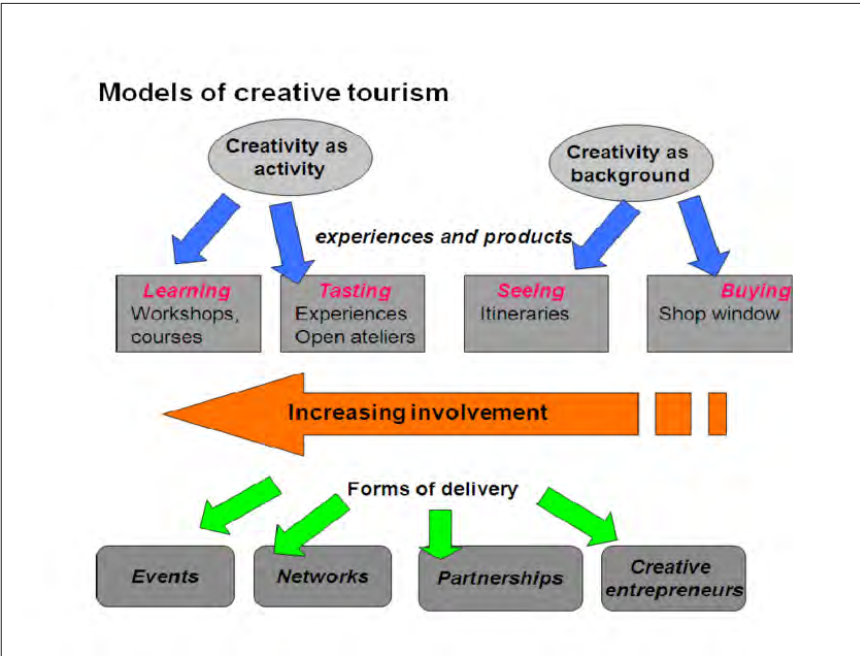 Models of creative tourism
Creativity as
activity
Creativity as
background
experiences and products
Learning
Workshops,
courses
Tasting
Experiences
Open ateliers
Seeing
Itineraries
Buying
Shop window
Increasing involvement
Forms of delivery
Events
Networks
Partnerships
Creative
entrepreneurs